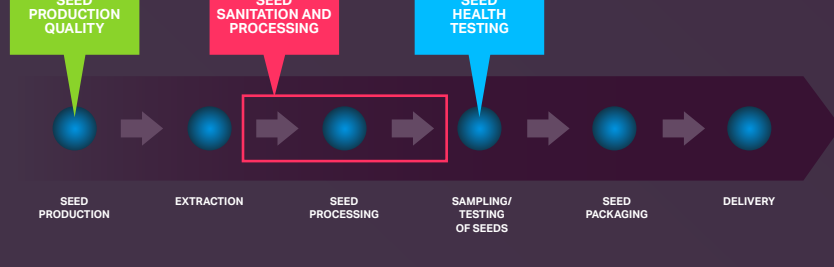 SEED
PRODUCTION
QUALITY
SEED
SANITATION AND
PROCESSING
SEED
HEALTH
TESTING
SEED
PRODUCTION
EXTRACTION
SEED
PROCESSING
SAMPLING/
TESTING
OF SEEDS
SEED
PACKAGING
DELIVERY